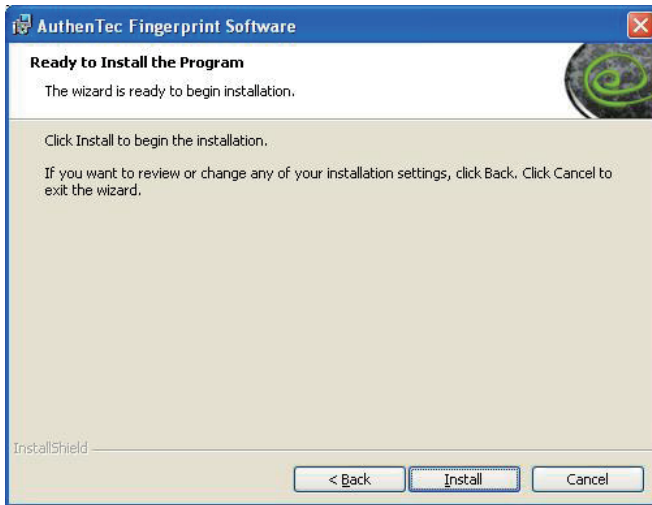 AuthenTec Fingerprint Software
Ready to Install the Program
The wizard is ready to begin installation.
Click Install to begin the installation.
If you want to review or change any of your installation settings, click Back. Click Cancel to
exit the wizard.
InstallShield
< Back Install Cancel